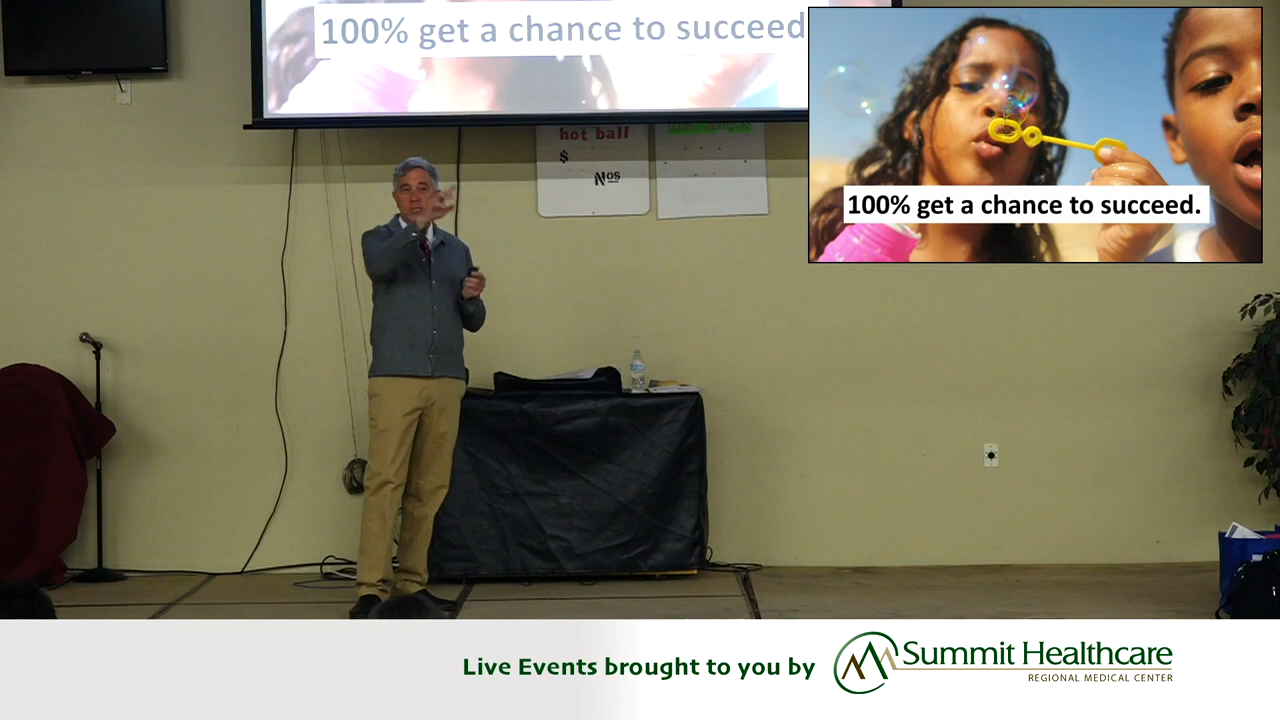 100% get a chance to succeed
100% get a chance to succeed.
hot ball
$
Nos
Live Events brought to you by
Summit Healthcare
REGIONAL MEDICAL CENTER